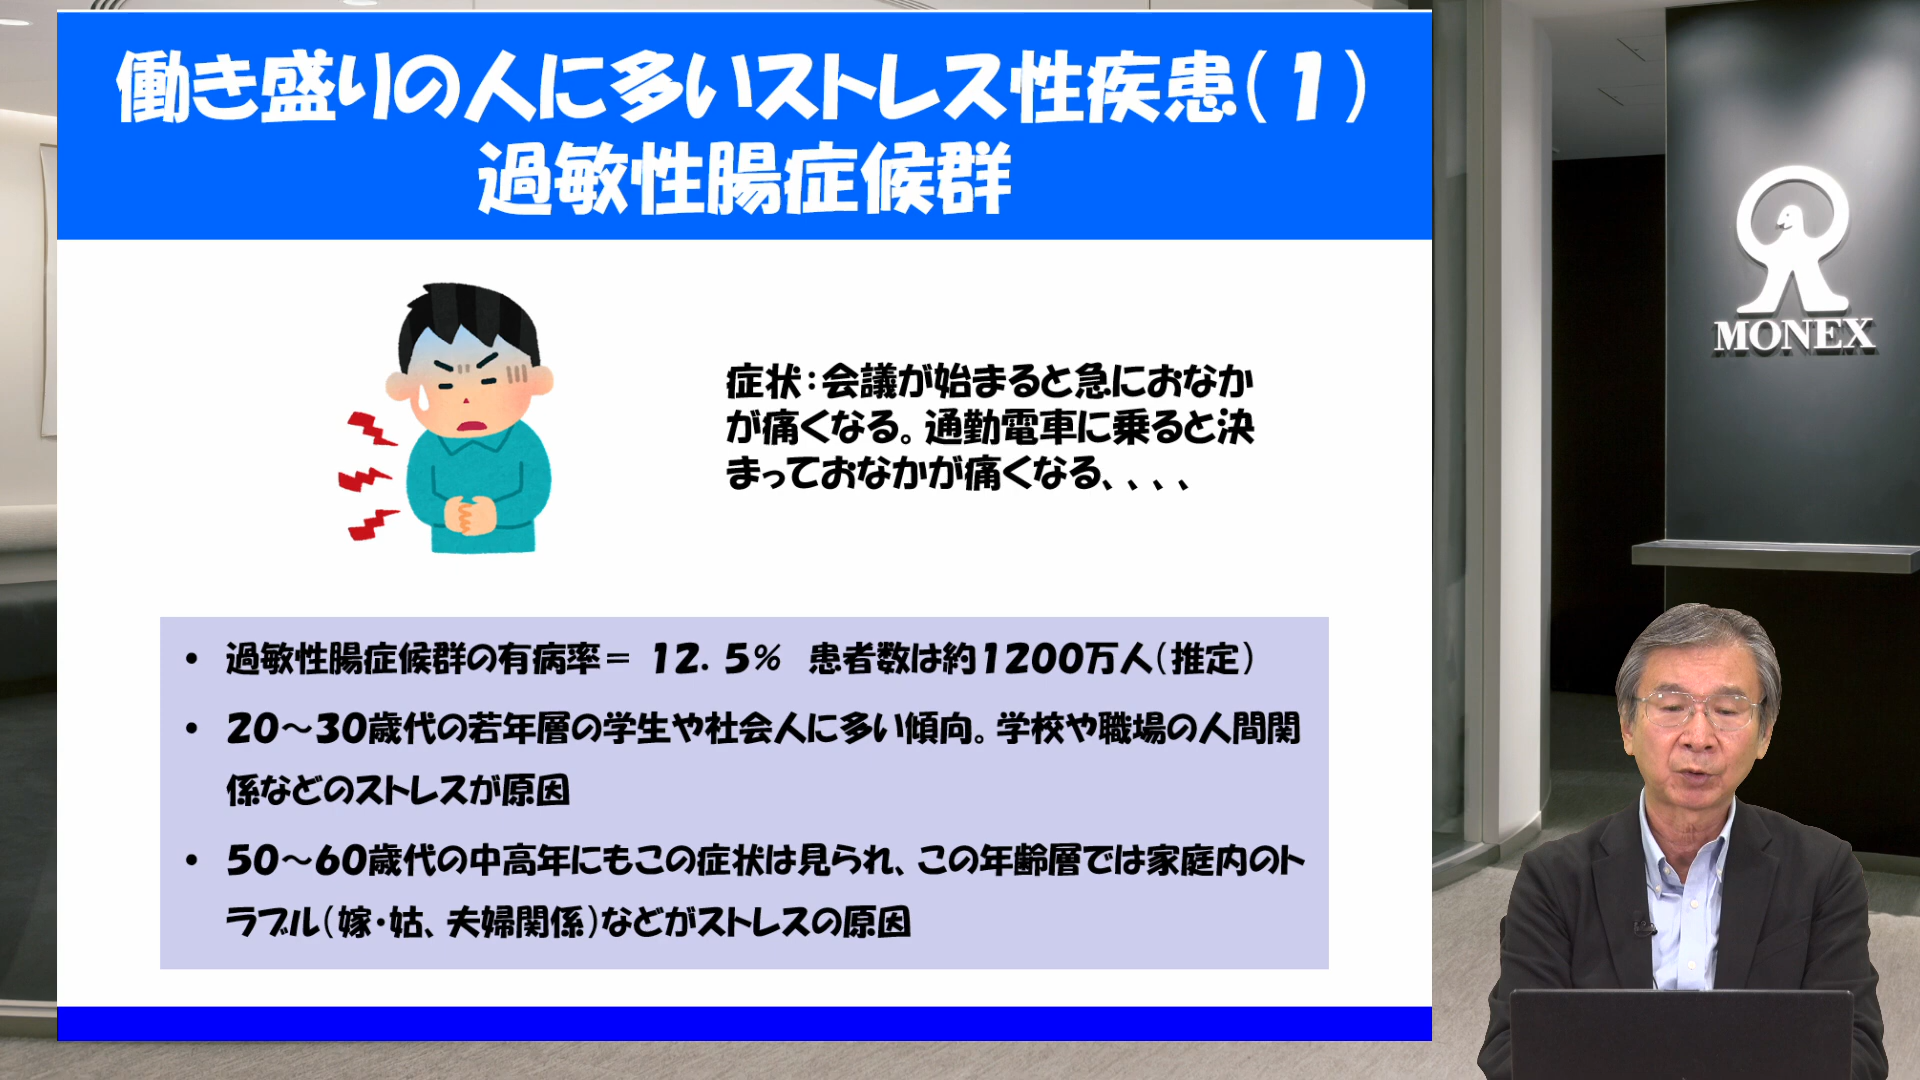 働き盛りの人に多いストレス性疾患(1)
過敏性腸症候群
症状:会議が始まると急におなか
が痛くなる。通勤電車に乗ると決
まっておなかが痛くなる、、、、
• 過敏性腸症候群の有病率= 12.5% 患者数は約1200万人(推定)
• 20~30歳代の若年層の学生や社会人に多い傾向。学校や職場の人間関
係などのストレスが原因
• 50~60歳代の中高年にもこの症状は見られ、この年齢層では家庭内のト
ラブル(嫁・姑、夫婦関係)などがストレスの原因
MONEX